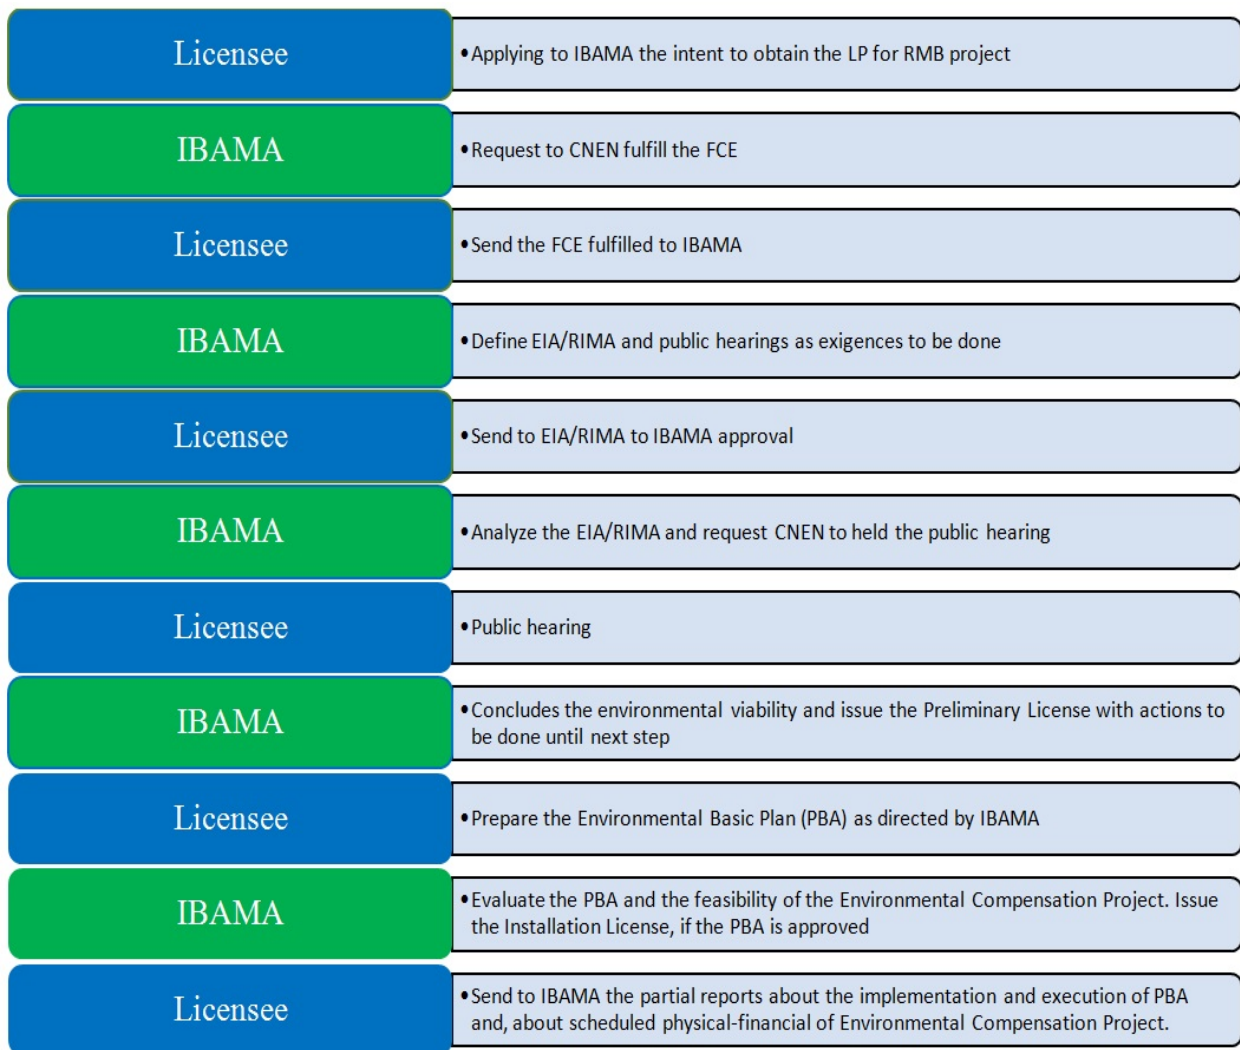 Licensee
• Applying to IBAMA the intent to obtain the LP for RMB project
IBAMA
• Request to CNEN fulfill the FCE
Licensee
• Send the FCE fulfilled to IBAMA
IBAMA
• Define EIA/RIMA and public hearings as exigences to be done
Licensee
• Send to EIA/RIMA to IBAMA approval
IBAMA
• Analyze the EIA/RIMA and request CNEN to held the public hearing
Licensee
• Public hearing
IBAMA
• Concludes the environmental viability and issue the Preliminary License with actions to
be done until next step
Licensee
• Prepare the Environmental Basic Plan (PBA) as directed by IBAMA
IBAMA
• Evaluate the PBA and the feasibility of the Environmental Compensation Project. Issue
the Installation License, if the PBA is approved
Licensee
• Send to IBAMA the partial reports about the implementation and execution of PBA
and, about scheduled physical-financial of Environmental Compensation Project.